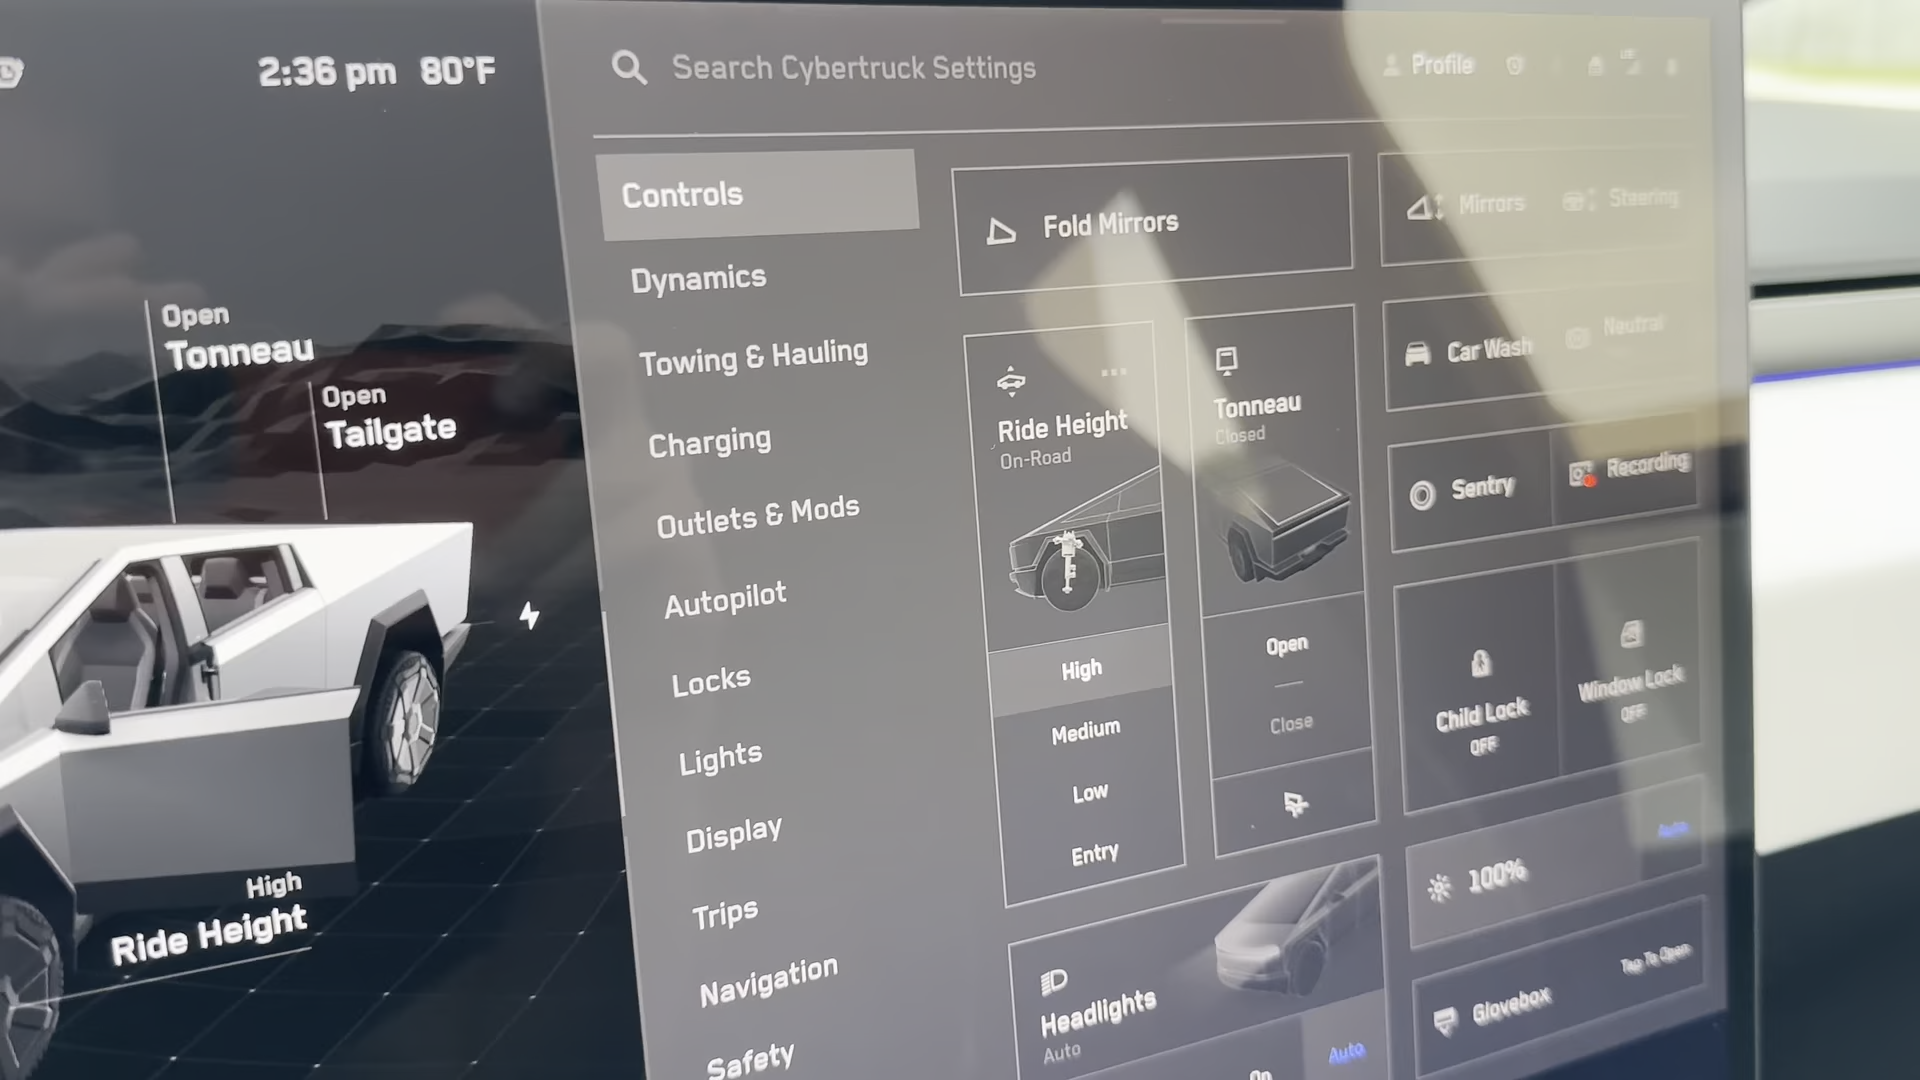 2:36 pm 80°F
Open
Tonneau
Open
Tailgate
High
Ride Height
Search Cybertruck Settings
Profile
Controls
Dynamics
Towing & Hauling
Charging
Outlets & Mods
Autopilot
Locks
Lights
Display
Trips
Navigation
Safety
Fold Mirrors
Mirrors
Steering
Ride Height
On-Road
High
Medium
Low
Entry
Tonneau
Closed
Open
Close
Car Wash
Neutral
Sentry
Recording
Child Lock
OFF
Window Lock
OFF
Auto
100%
Tap To Open
Glovebox
Headlights
Auto
On
Auto